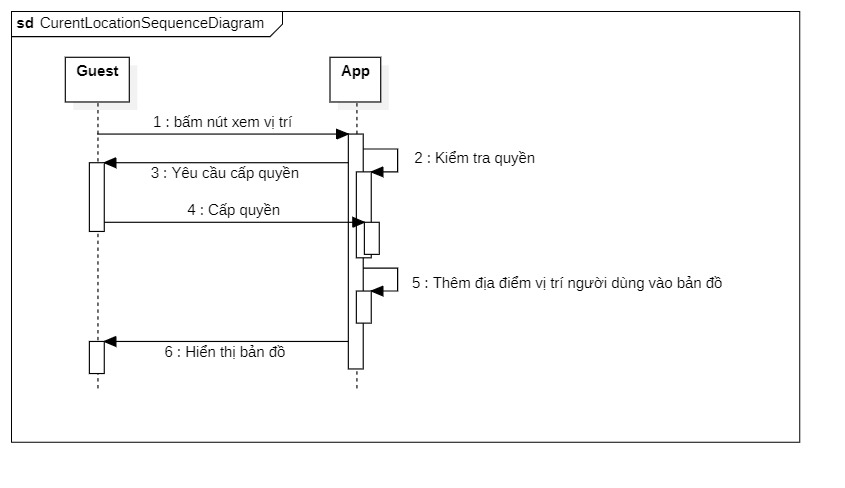 sd CurentLocationSequenceDiagram
Guest
App
1 : bấm nút xem vị trí
2 : Kiểm tra quyền
3 : Yêu cầu cấp quyền
4 : Cấp quyền
5 : Thêm địa điểm vị trí người dùng vào bản đồ
6 : Hiển thị bản đồ